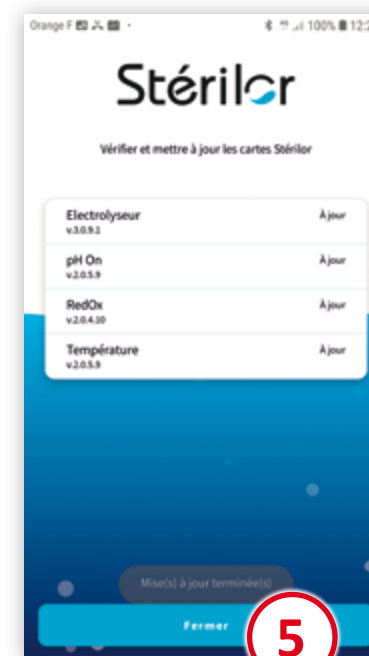 Orange F
100% 12:2
Stérilor
Vérifier et mettre à jour les cartes Stérilor
Electrolyseur À jour
v.3.0.9.1
pH On À jour
v.2.0.5.9
RedOx À jour
v.2.0.4.10
Température À jour
v.2.0.5.9
Mise(s) à jour terminée(s)
Fermer
5